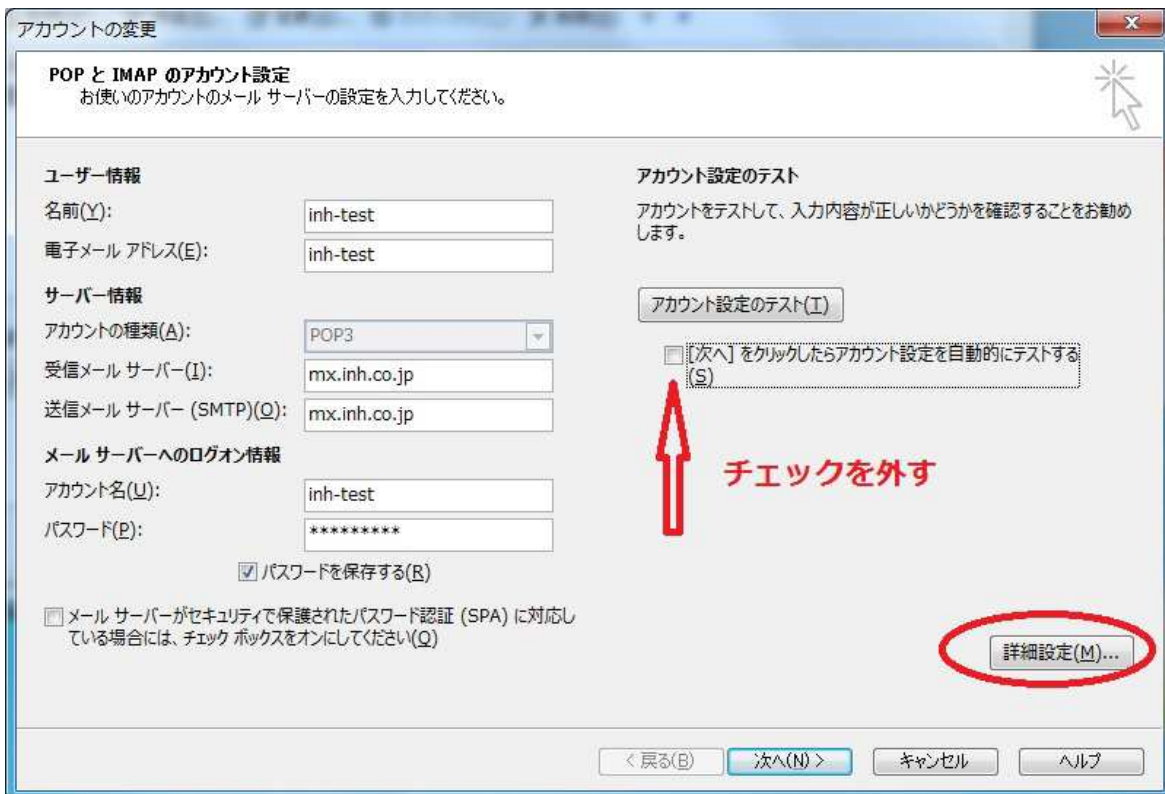 アカウントの変更
POP と IMAP のアカウント設定
お使いのアカウントのメール サーバーの設定を入力してください。
ユーザー情報
名前(Y): inh-test
電子メール アドレス(E): inh-test
サーバー情報
アカウントの種類(A): POP3
受信メール サーバー(I): mx.inh.co.jp
送信メール サーバー (SMTP)(O): mx.inh.co.jp
メール サーバーへのログオン情報
アカウント名(U): inh-test
パスワード(P): *********
パスワードを保存する(R)
メール サーバーがセキュリティで保護されたパスワード認証 (SPA) に対応し
ている場合には、チェック ボックスをオンにしてください(Q)
アカウント設定のテスト
アカウントをテストして、入力内容が正しいかどうかを確認することをお勧め
します。
アカウント設定のテスト(T)
[次へ] をクリックしたらアカウント設定を自動的にテストする
(S)
チェックを外す
詳細設定(M)...
< 戻る(B)
次へ(N) >
キャンセル
ヘルプ